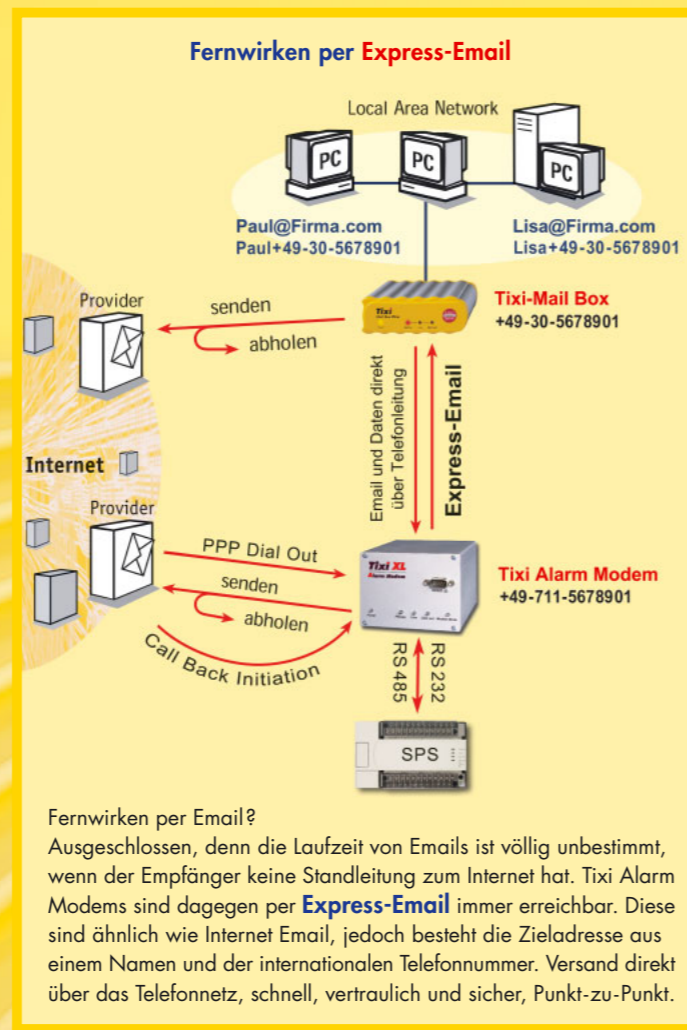 Fernwirken per Express-Email
Local Area Network
PC
PC
PC
Paul@Firma.com
Paul+49-30-5678901
Lisa@Firma.com
Lisa+49-30-5678901
Tixi
Tixi-Mail Box
+49-30-5678901
Provider
senden
abholen
Email und Daten direkt
über Telefonleitung
Express-Email
Internet
Provider
PPP Dial Out
senden
abholen
Call Back Initiation
Tixi XL
Alarm Modem
Tixi Alarm Modem
+49-711-5678901
RS 485
RS 232
SPS
Fernwirken per Email?
Ausgeschlossen, denn die Laufzeit von Emails ist völlig unbestimmt,
wenn der Empfänger keine Standleitung zum Internet hat. Tixi Alarm
Modems sind dagegen per Express-Email immer erreichbar. Diese
sind ähnlich wie Internet Email, jedoch besteht die Zieladresse aus
einem Namen und der internationalen Telefonnummer. Versand direkt
über das Telefonnetz, schnell, vertraulich und sicher, Punkt-zu-Punkt.